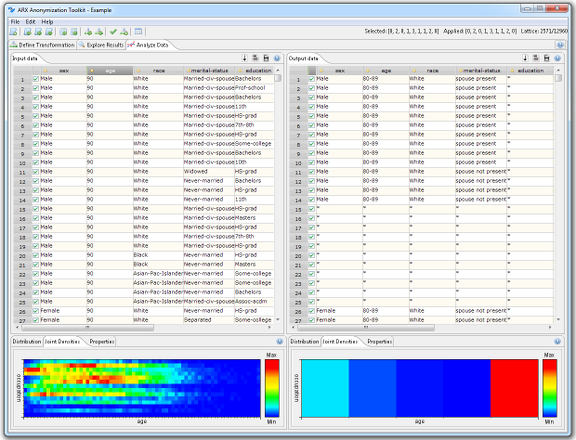 ARX Anonymization Toolkit - Example
File Edit Help
Selected: [0, 2, 0, 1, 3, 1, 1, 2, 0] Applied: [0, 2, 0, 1, 3, 1, 1, 2, 0] Lattice: 2371/12960
Define Transformation Explore Results Analyze Data
Input data Output data
sex age race marital-status education sex age race marital-status education
1 Male 90 White Married-civ-spouse Bachelors 1 Male 80-89 White spouse present *
2 Male 90 White Married-civ-spouse Prof-school 2 Male 80-89 White spouse present *
3 Male 90 White Married-civ-spouse Bachelors 3 Male 80-89 White spouse present *
4 Male 90 White Married-civ-spouse 11th 4 Male 80-89 White spouse present *
5 Male 90 White Married-civ-spouse HS-grad 5 Male 80-89 White spouse present *
6 Male 90 White Married-civ-spouse 7th-8th 6 Male 80-89 White spouse present *
7 Male 90 White Married-civ-spouse HS-grad 7 Male 80-89 White spouse present *
8 Male 90 White Married-civ-spouse Some-college 8 Male 80-89 White spouse present *
9 Male 90 White Married-civ-spouse Bachelors 9 Male 80-89 White spouse present *
10 Male 90 White Married-civ-spouse 10th 10 Male 80-89 White spouse present *
11 Male 90 White Widowed HS-grad 11 Male 80-89 White spouse not present *
12 Male 90 White Never-married Bachelors 12 Male 80-89 White spouse not present *
13 Male 90 White Never-married HS-grad 13 Male 80-89 White spouse not present *
14 Male 90 White Never-married 11th 14 Male 80-89 White spouse not present *
15 Male 90 White Married-civ-spouse HS-grad 15 * * * * *
16 Male 90 White Married-civ-spouse Masters 16 * * * * *
17 Male 90 White Married-civ-spouse HS-grad 17 * * * * *
18 Male 90 White Married-civ-spouse 7th-8th 18 * * * * *
19 Male 90 White Married-civ-spouse HS-grad 19 * * * * *
20 Male 90 Black Never-married HS-grad 20 * * * * *
21 Male 90 Black Never-married Masters 21 * * * * *
22 Male 90 Asian-Pac-Islander Never-married Some-college 22 * * * * *
23 Male 90 Asian-Pac-Islander Never-married HS-grad 23 * * * * *
24 Male 90 Asian-Pac-Islander Never-married Bachelors 24 * * * * *
25 Male 90 Asian-Pac-Islander Married-civ-spouse Assoc-acdm 25 * * * * *
26 Female 90 White Never-married HS-grad 26 Female 80-89 White spouse not present *
27 Female 90 White Separated Some-college 27 Female 80-89 White spouse not present *
Distribution Joint Densities Properties Distribution Joint Densities Properties
Max Max
occupation occupation
Min Min
age age